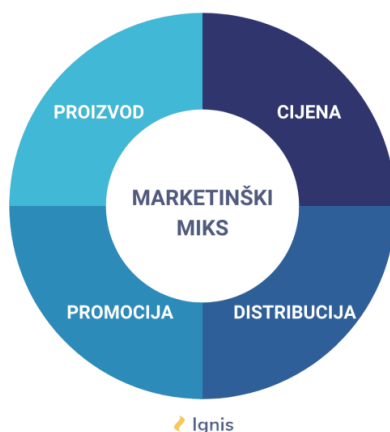 PROIZVOD
CIJENA
MARKETINŠKI
MIKS
PROMOCIJA
DISTRIBUCIJA
Ignis